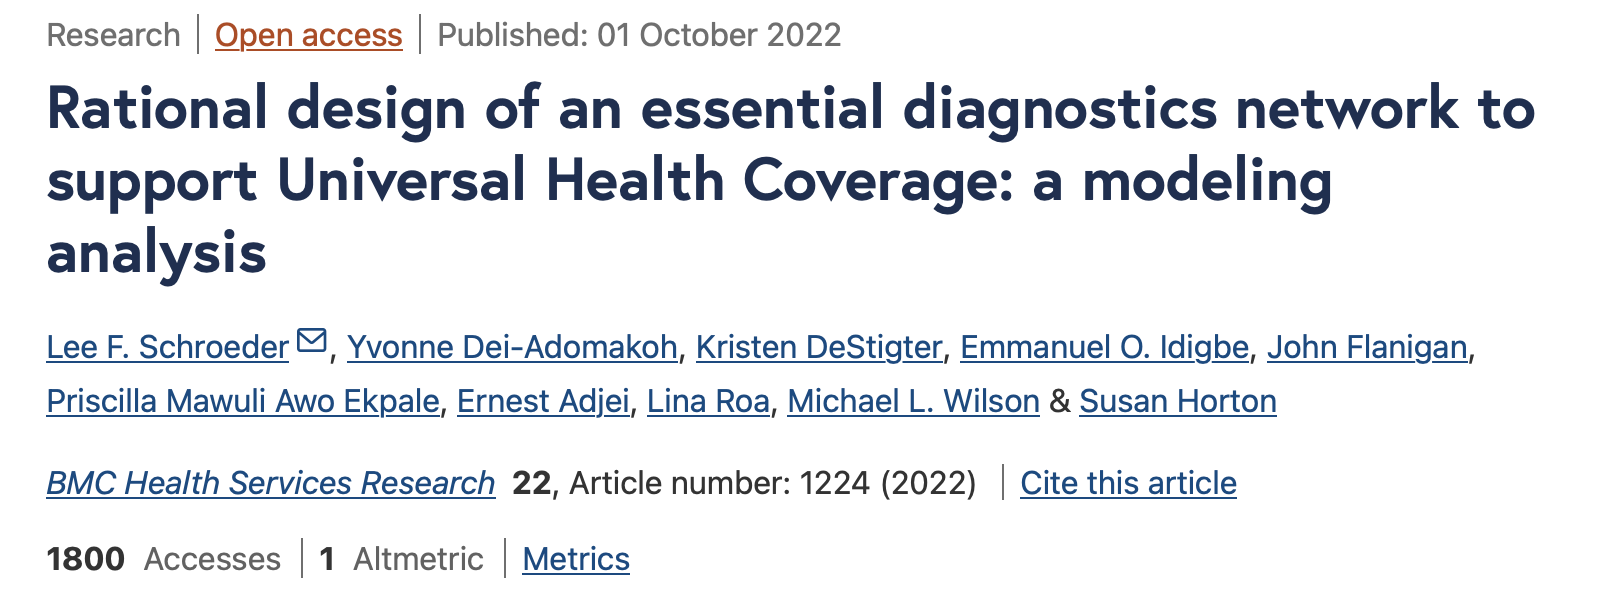 Research | Open access | Published: 01 October 2022
Rational design of an essential diagnostics network to
support Universal Health Coverage: a modeling
analysis
Lee F. Schroeder, Yvonne Dei-Adomakoh, Kristen DeStigter, Emmanuel O. Idigbe, John Flanigan,
Priscilla Mawuli Awo Ekpale, Ernest Adjei, Lina Roa, Michael L. Wilson & Susan Horton
BMC Health Services Research 22, Article number: 1224 (2022) | Cite this article
1800 Accesses | 1 Altmetric | Metrics